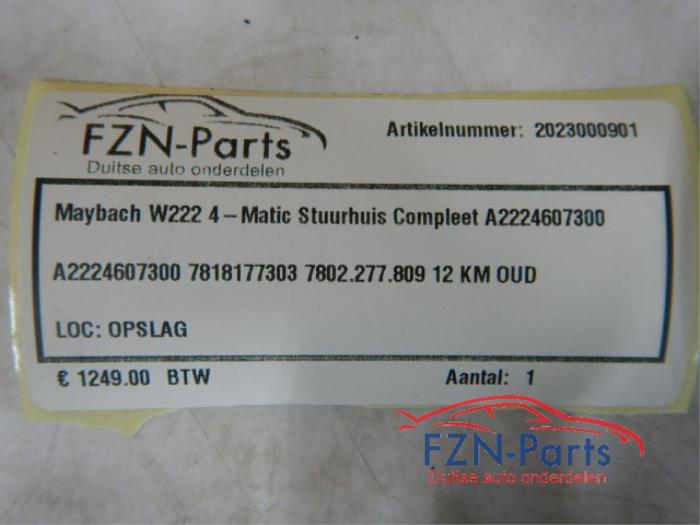 FZN-Parts
Duitse auto onderdelen
Artikelnummer: 2023000901
Maybach W222 4-Matic Stuurhuis Compleet A2224607300
A2224607300 7818177303 7802.277.809 12 KM OUD
LOC: OPSLAG
€ 1249.00 BTW
Aantal: 1
FZN-Parts
Duitse auto onderdelen